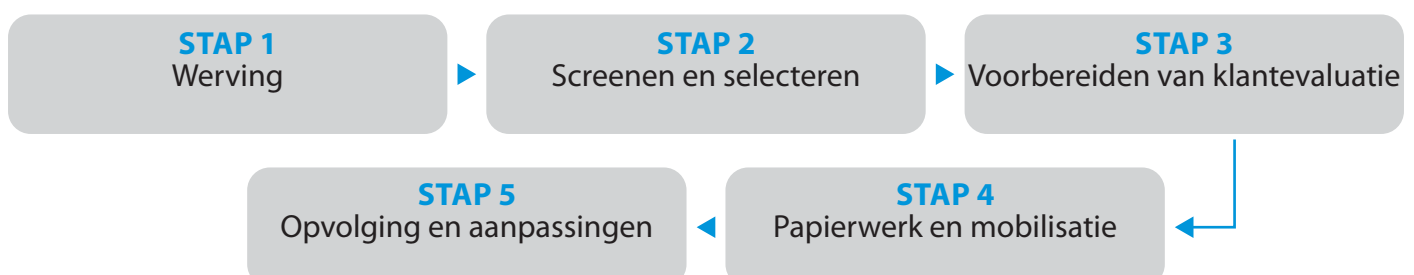 STAP 1
Werving
STAP 2
Screenen en selecteren
STAP 3
Voorbereiden van klantevaluatie
STAP 4
Papierwerk en mobilisatie
STAP 5
Opvolging en aanpassingen